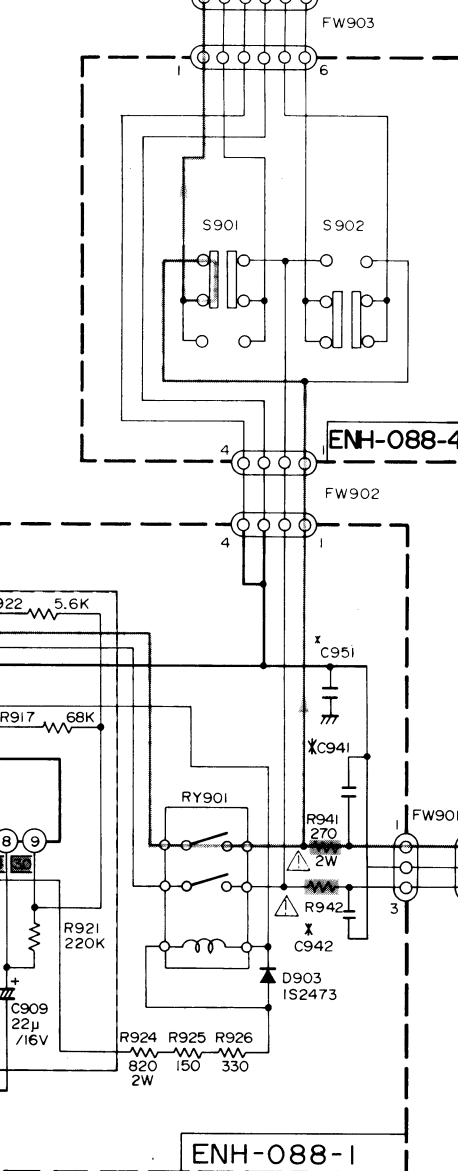 FW903
1 6
S901 S902
ENH-088-4
4 1
FW902
4 1
922 5.6K
C951
R917 68K
C941
RY901
R941
270
2W
FW901
1
8 9
30
R942
3
R921
220K
C942
D903
1S2473
C909
22μ
/16V
+
R924 R925 R926
820 150 330
2W
ENH-088-1